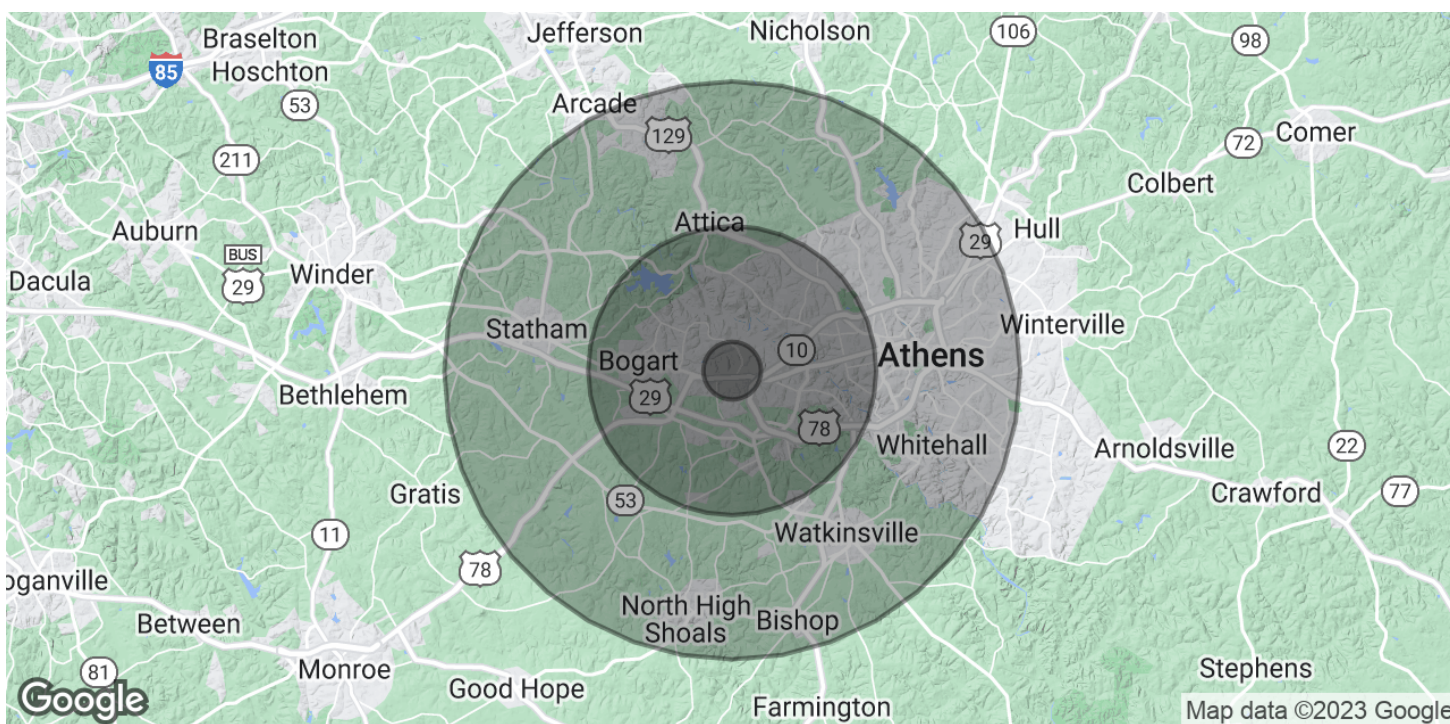 Braselton
Jefferson
Nicholson
106
98
85
Hoschton
53
Arcade
129
Comer
72
211
Colbert
Attica
Auburn
Hull
BUS
29
29
Winder
Dacula
Statham
Winterville
10
Athens
Bogart
Bethlehem
29
78
Whitehall
Arnoldsville
22
Gratis
53
Crawford
77
11
Watkinsville
78
oganville
North High
Shoals
Bishop
Between
81
Monroe
Good Hope
Stephens
Farmington
Google
Map data ©2023 Google